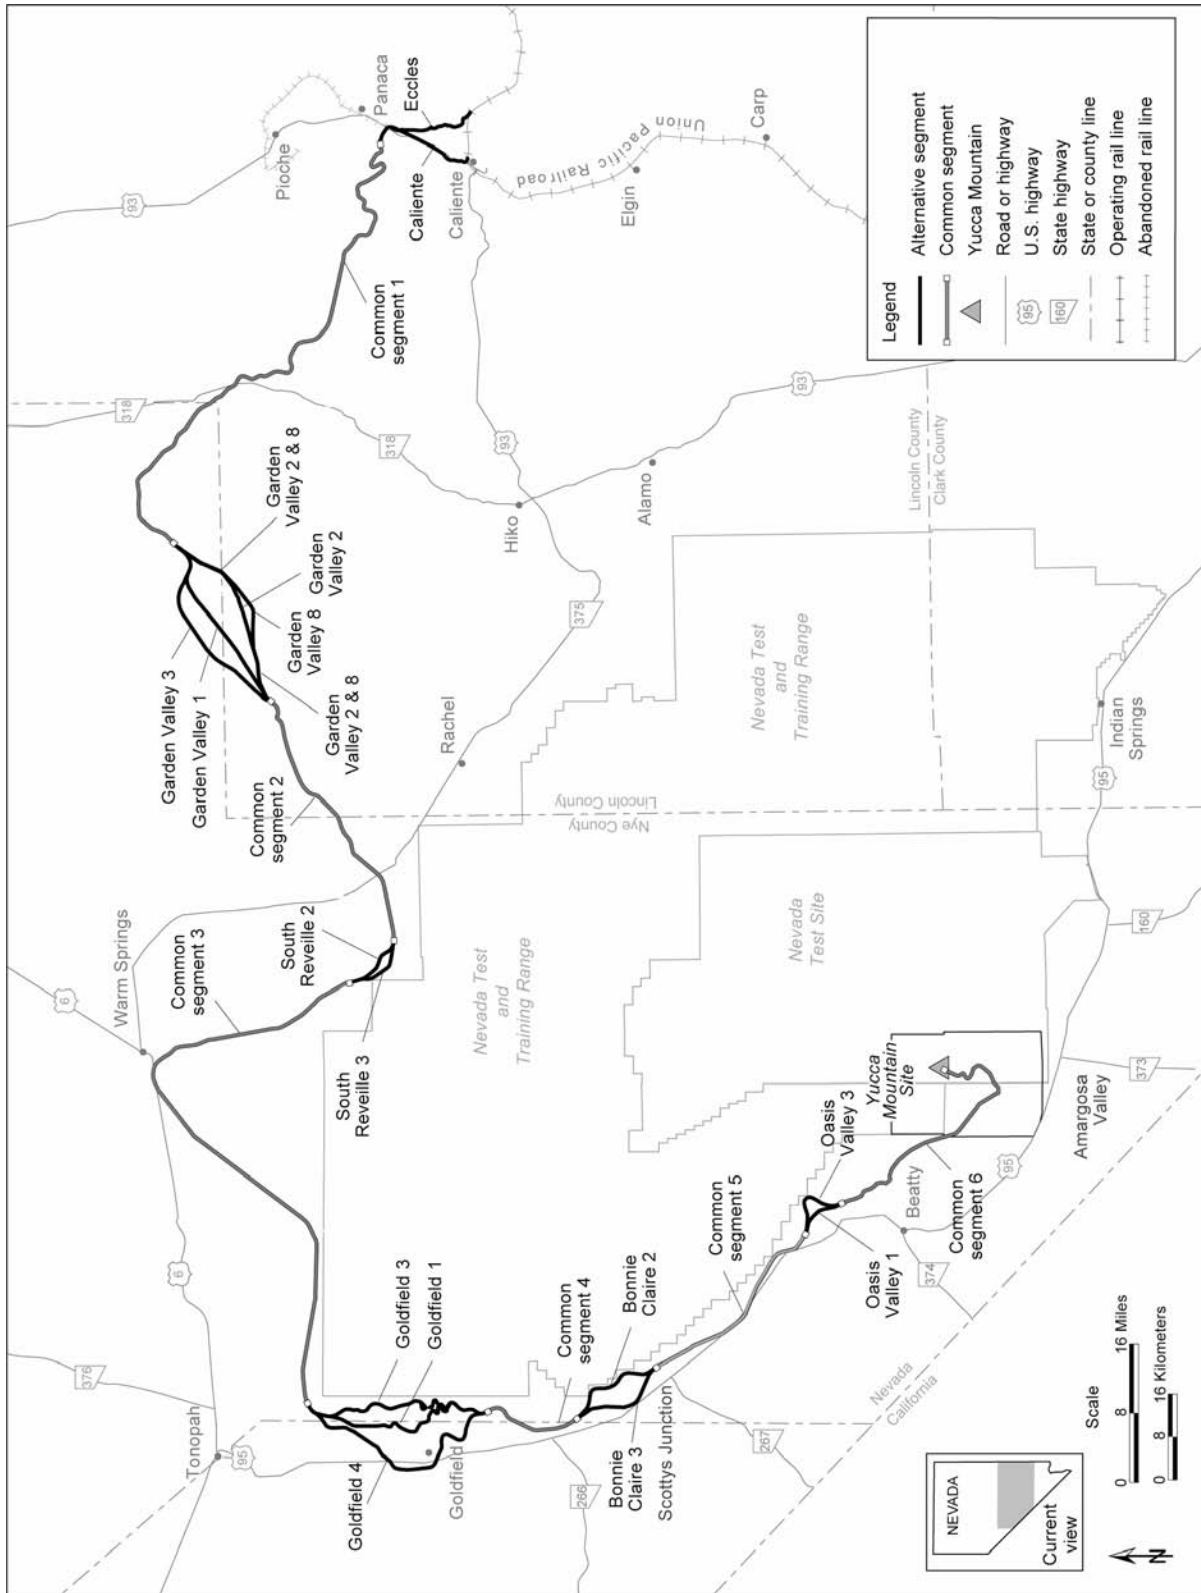 6
Warm Springs
318
93
Pioche
Panaca
Eccles
Caliente
Caliente
Union Pacific Railroad
Elgin
Carp
Common
segment 1
Garden Valley 3
Garden Valley 1
Garden
Valley 2 & 8
Garden
Valley 2
Garden
Valley 8
Garden
Valley 2 & 8
Common
segment 2
318
93
Hiko
Alamo
93
375
Rachel
Nye County
Lincoln County
Lincoln County
Clark County
376
Tonopah
6
95
Common
segment 3
South
Reveille 2
South
Reveille 3
Nevada Test
and
Training Range
Nevada Test
and
Training Range
Nevada
Test Site
Goldfield 3
Goldfield 1
Goldfield 4
Goldfield
266
Common
segment 4
Bonnie
Claire 2
Bonnie
Claire 3
Scottys Junction
267
Common
segment 5
Oasis
Valley 3
Oasis
Valley 1
Yucca
Mountain
Site
Beatty
374
Common
segment 6
95
Amargosa
Valley
373
160
95
Indian
Springs
Nevada
California
NEVADA
Current
view
N
Scale
0 8 16 Miles
0 8 16 Kilometers
Legend
Alternative segment
Common segment
Yucca Mountain
Road or highway
95 U.S. highway
160 State highway
State or county line
Operating rail line
Abandoned rail line